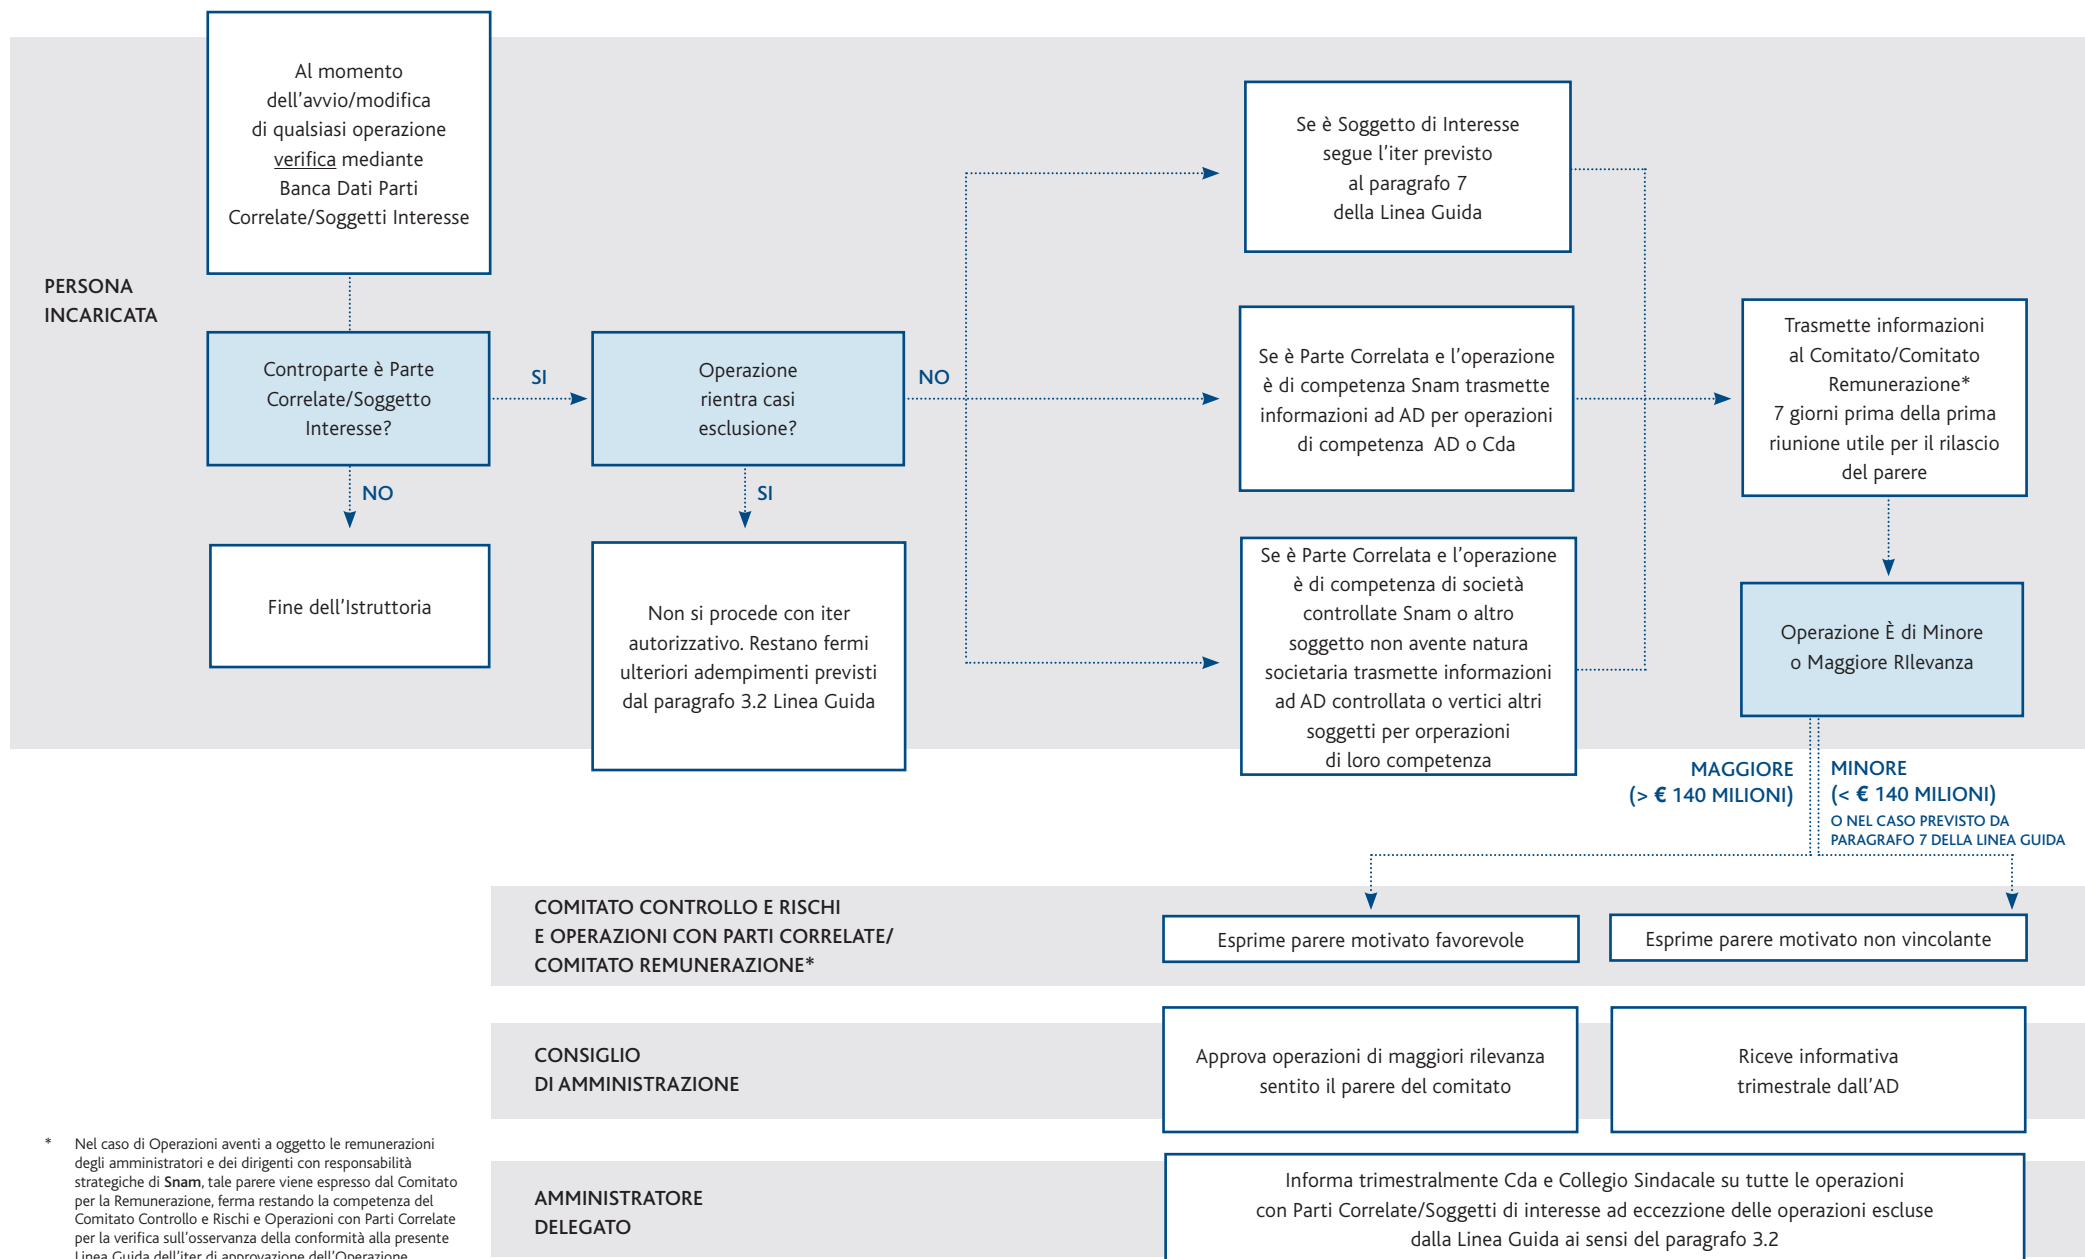 Al momento
dell'avvio/modifica
di qualsiasi operazione
verifica mediante
Banca Dati Parti
Correlate/Soggetti Interesse
PERSONA
INCARICATA
Controparte è Parte
Correlate/Soggetto
Interesse?
SI
NO
Fine dell'Istruttoria
Operazione
rientra casi
esclusione?
NO
SI
Non si procede con iter
autorizzativo. Restano fermi
ulteriori adempimenti previsti
dal paragrafo 3.2 Linea Guida
Se è Soggetto di Interesse
segue l'iter previsto
al paragrafo 7
della Linea Guida
Se è Parte Correlata e l'operazione
è di competenza Snam trasmette
informazioni ad AD per operazioni
di competenza AD o Cda
Se è Parte Correlata e l'operazione
è di competenza di società
controllate Snam o altro
soggetto non avente natura
societaria trasmette informazioni
ad AD controllata o vertici altri
soggetti per orperazioni
di loro competenza
Trasmette informazioni
al Comitato/Comitato
Remunerazione*
7 giorni prima della prima
riunione utile per il rilascio
del parere
Operazione È di Minore
o Maggiore RIlevanza
MAGGIORE
(> € 140 MILIONI)
MINORE
(< € 140 MILIONI)
O NEL CASO PREVISTO DA
PARAGRAFO 7 DELLA LINEA GUIDA
COMITATO CONTROLLO E RISCHI
E OPERAZIONI CON PARTI CORRELATE/
COMITATO REMUNERAZIONE*
Esprime parere motivato favorevole
Esprime parere motivato non vincolante
CONSIGLIO
DI AMMINISTRAZIONE
Approva operazioni di maggiori rilevanza
sentito il parere del comitato
Riceve informativa
trimestrale dall'AD
AMMINISTRATORE
DELEGATO
Informa trimestralmente Cda e Collegio Sindacale su tutte le operazioni
con Parti Correlate/Soggetti di interesse ad eccezzione delle operazioni escluse
dalla Linea Guida ai sensi del paragrafo 3.2
* Nel caso di Operazioni aventi a oggetto le remunerazioni
degli amministratori e dei dirigenti con responsabilità
strategiche di Snam, tale parere viene espresso dal Comitato
per la Remunerazione, ferma restando la competenza del
Comitato Controllo e Rischi e Operazioni con Parti Correlate
per la verifica sull'osservanza della conformità alla presente
Linea Guida dell'iter di approvazione dell'Operazione